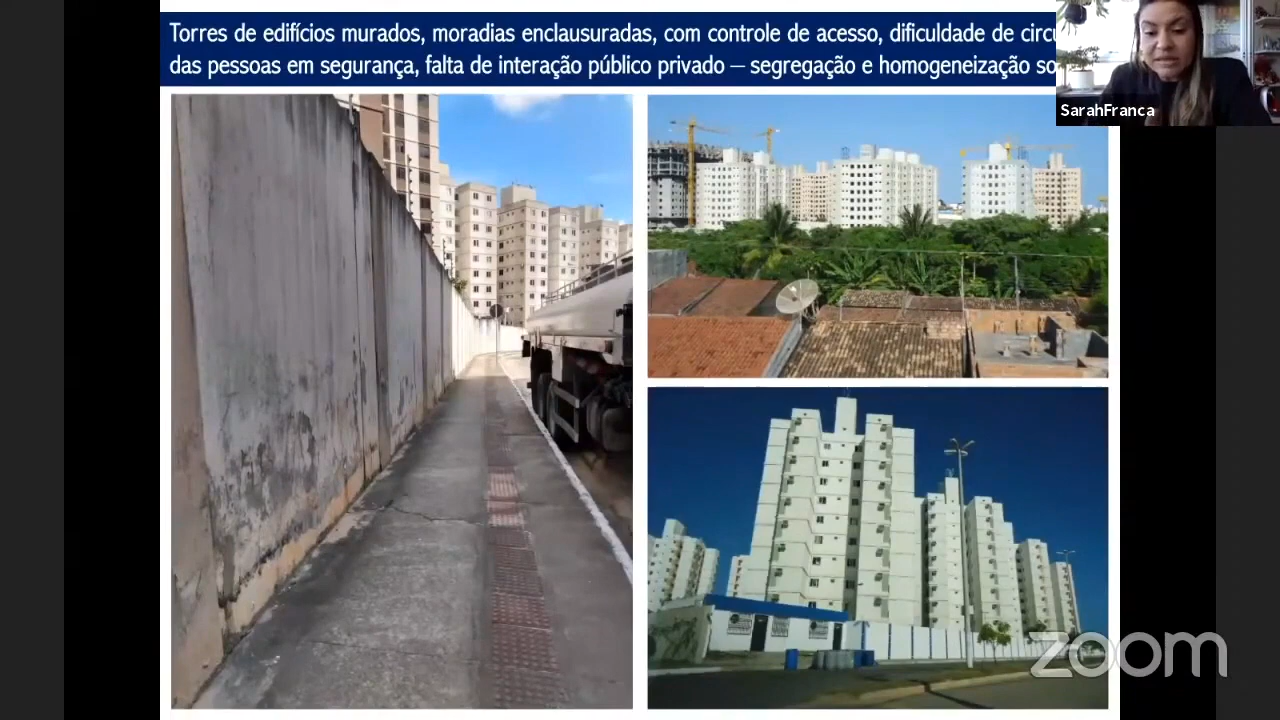 Torres de edifícios murados, moradias enclausuradas, com controle de acesso, dificuldade de
das pessoas em segurança, falta de interação público privado – segregação e homogeneização
SarahFranca
zoom